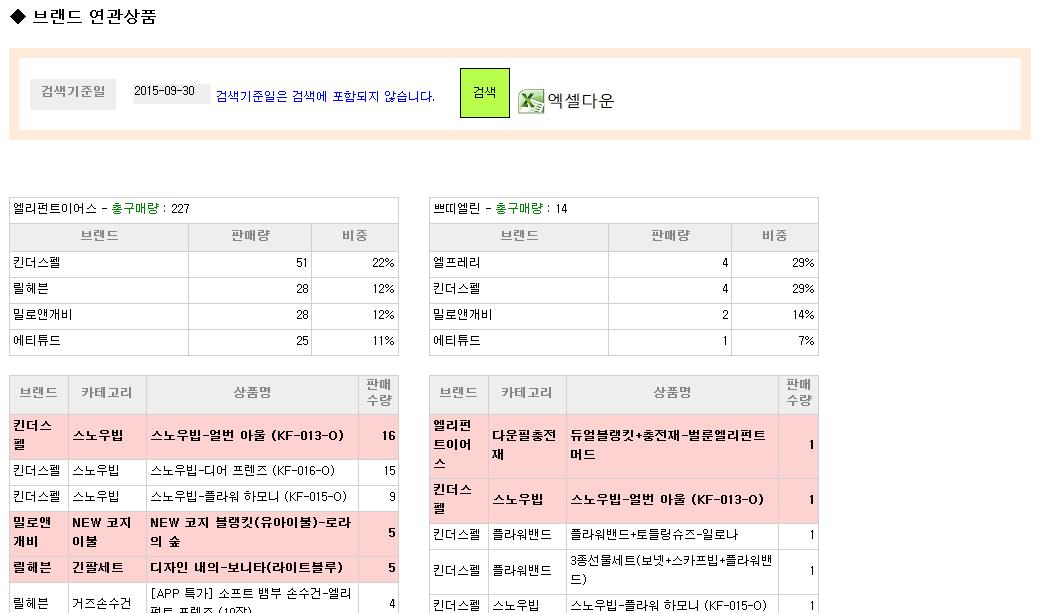 ◆ 브랜드 연관상품
검색기준일 2015-09-30 검색기준일은 검색에 포함되지 않습니다. 검색 엑셀다운
엘리펀트이어스 - 총구매량 : 227
브랜드 판매량 비중
킨더스펠 51 22%
릴헤븐 28 12%
밀로앤개비 28 12%
에티튜드 25 11%
쁘띠엘린 - 총구매량 : 14
브랜드 판매량 비중
엘프레리 4 29%
킨더스펠 4 29%
밀로앤개비 2 14%
에티튜드 1 7%
브랜드 카테고리 상품명 판매
수량
킨더스
펠 스노우빕 스노우빕-얼번 아울 (KF-013-O) 16
킨더스펠 스노우빕 스노우빕-디어 프렌즈 (KF-016-O) 15
킨더스펠 스노우빕 스노우빕-플라워 하모니 (KF-015-O) 9
밀로앤 NEW 코지 NEW 코지 블랭킷(유아이불)-로라
개비 이불 의 숲 5
릴헤븐 긴팔세트 디자인 내의-보니타(라이트블루) 5
릴헤븐 거즈손수건 [APP 특가] 소프트 뱀부 손수건-엘리
펀트 프렌즈 (10장) 4
브랜드 카테고리 상품명 판매
수량
엘리펀
트이어 다운필충전 듀얼블랭킷+충전재-벌룬엘리펀트
스 재 머드 1
킨더스
펠 스노우빕 스노우빕-얼번 아울 (KF-013-O) 1
킨더스펠 플라워밴드 플라워밴드+토틀링슈즈-일로나 1
킨더스펠 플라워밴드 3종선물세트(보넷+스카프빕+플라워밴
드) 1
킨더스펠 스노우빕 스노우빕-플라워 하모니 (KF-015-O) 1